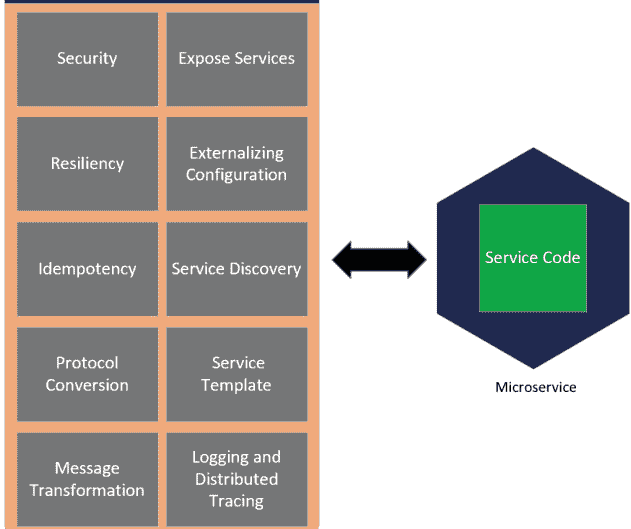 Security
Expose Services
Resiliency
Externalizing
Configuration
Idempotency
Service Discovery
Protocol
Conversion
Service
Template
Message
Transformation
Logging and
Distributed
Tracing
Service Code
Microservice